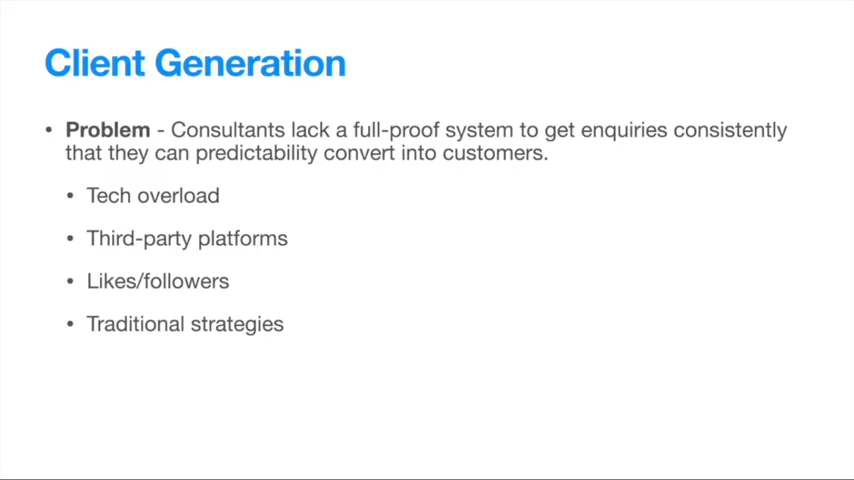 Client Generation
• Problem - Consultants lack a full-proof system to get enquiries consistently
that they can predictability convert into customers.
• Tech overload
• Third-party platforms
• Likes/followers
• Traditional strategies